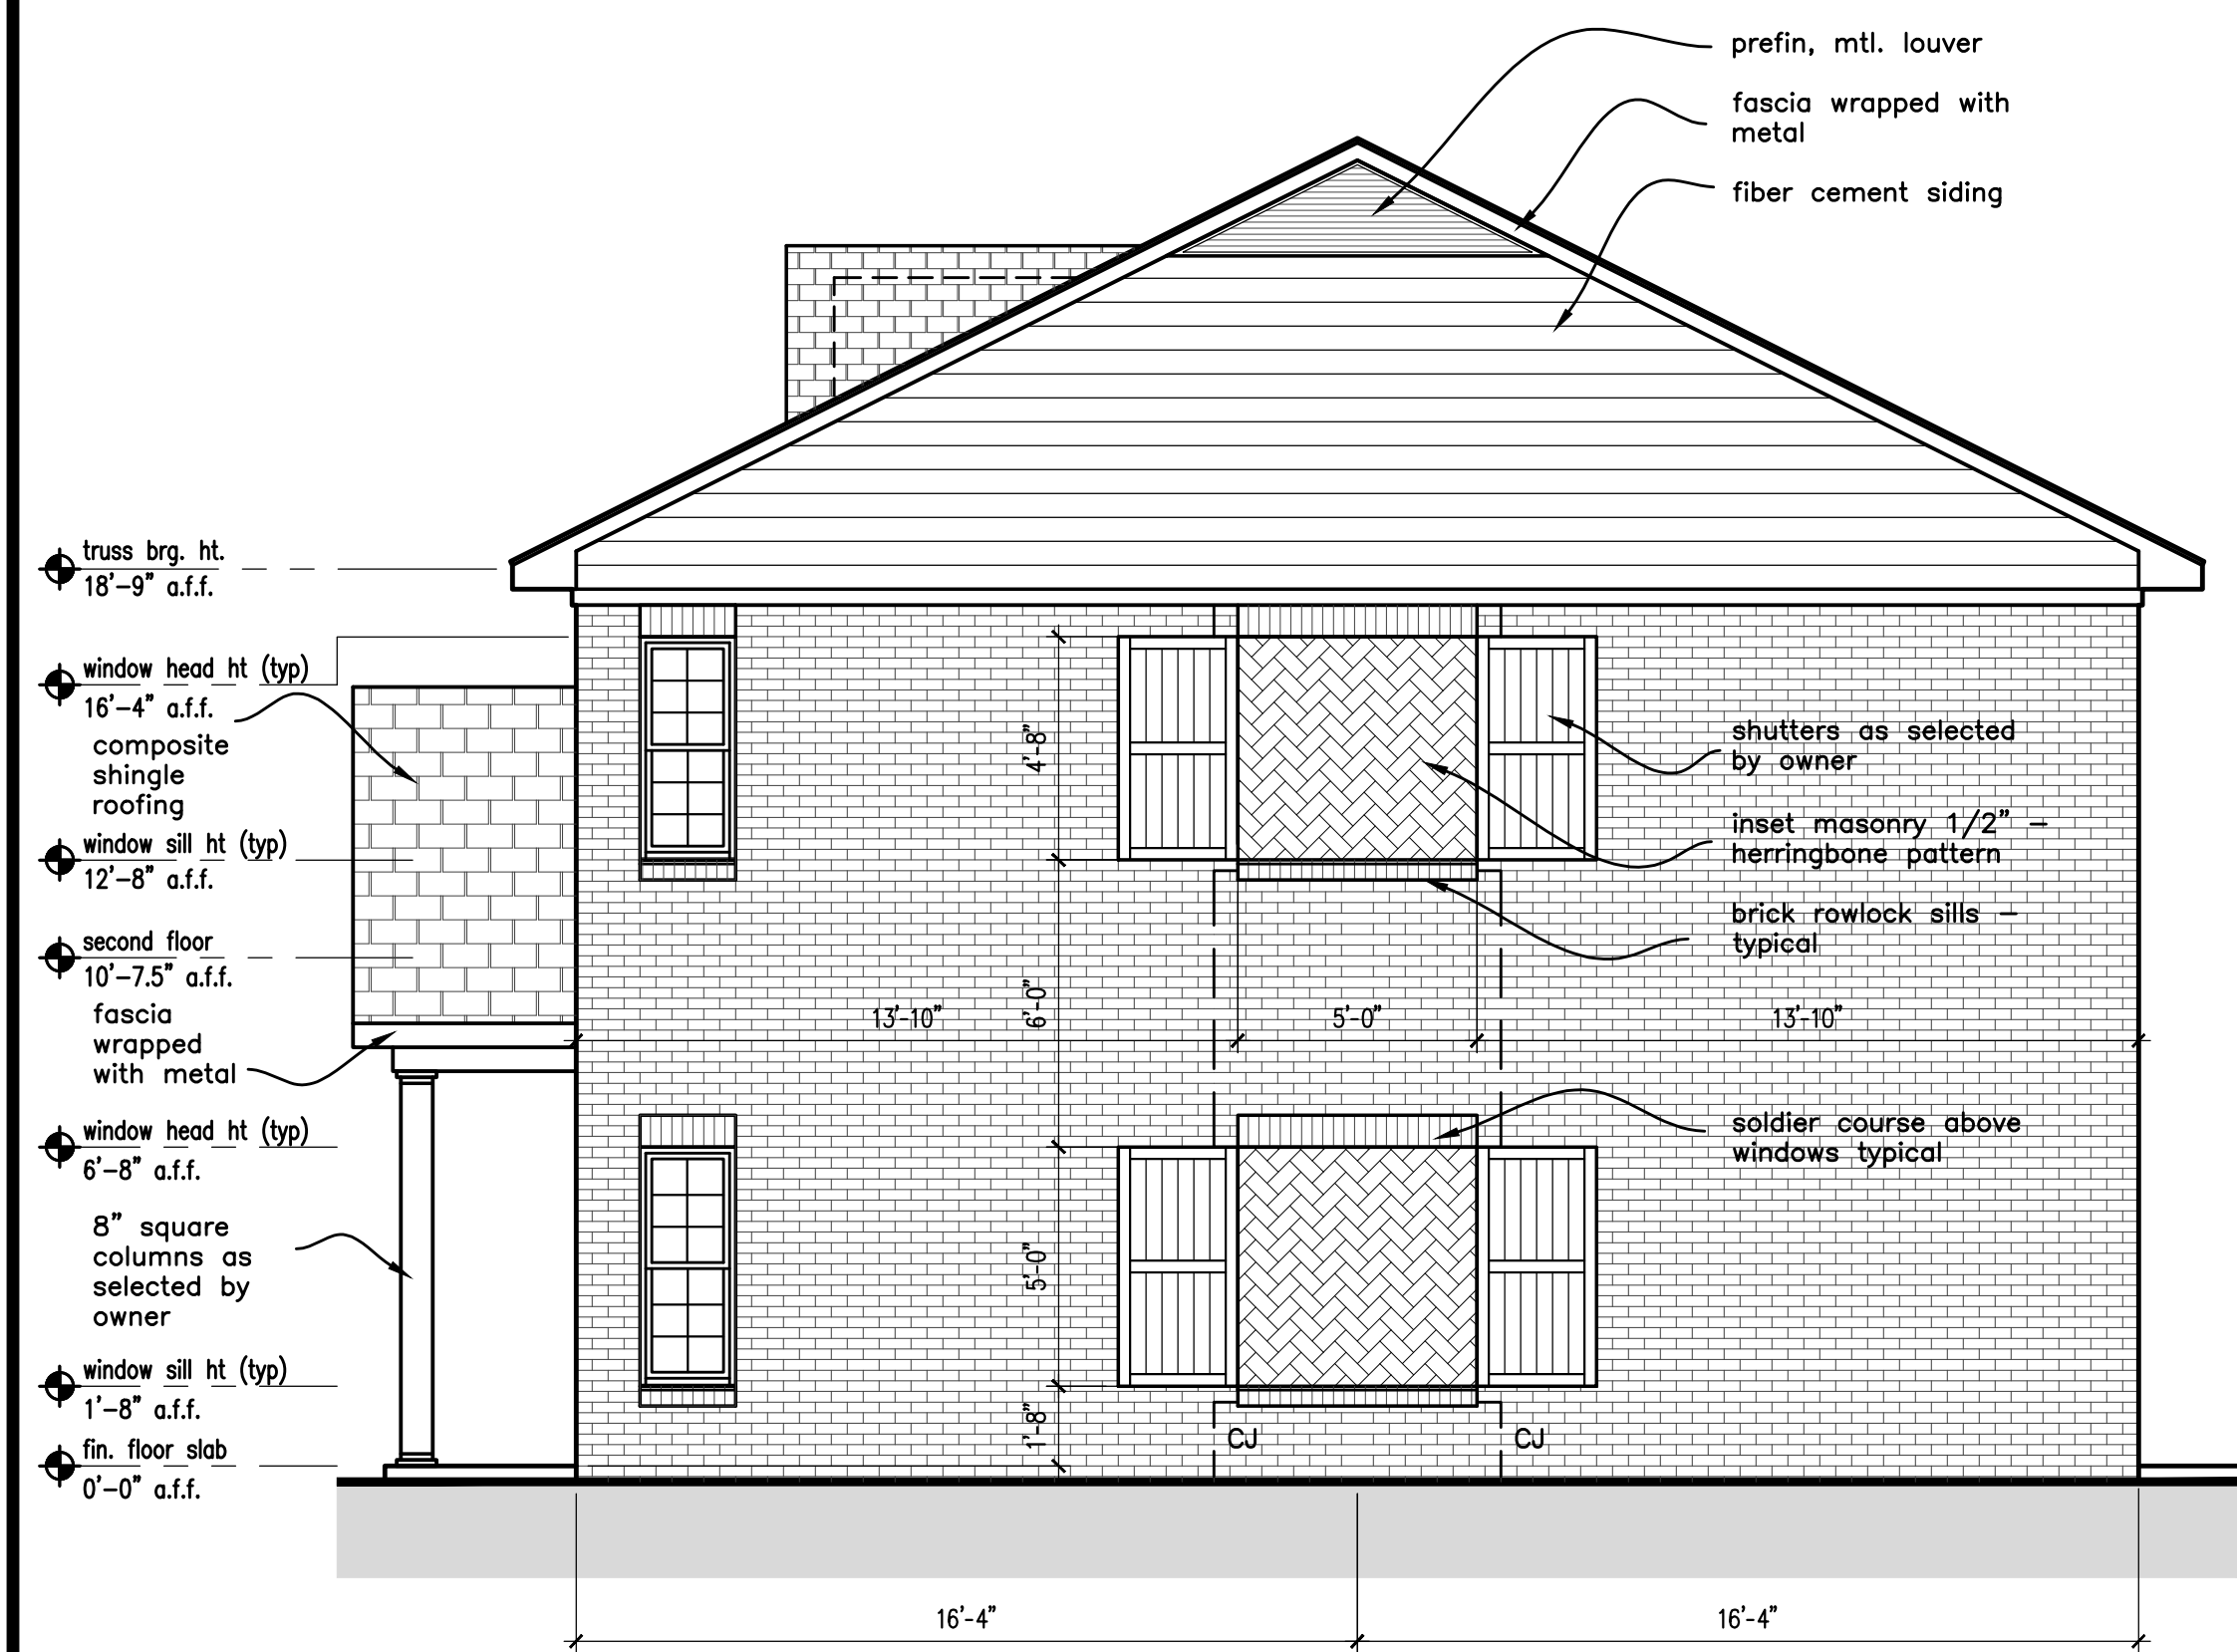 prefin, mtl. louver
fascia wrapped with
metal
fiber cement siding
truss brg. ht.
18'-9" a.f.f.
window head ht (typ)
16'-4" a.f.f.
composite
shingle
roofing
window sill ht (typ)
12'-8" a.f.f.
second floor
10'-7.5" a.f.f.
fascia
wrapped
with metal
window head ht (typ)
6'-8" a.f.f.
8" square
columns as
selected by
owner
window sill ht (typ)
1'-8" a.f.f.
fin. floor slab
0'-0" a.f.f.
4'-8"
6'-0"
5'-0"
1'-8"
13'-10"
5'-0"
13'-10"
shutters as selected
by owner
inset masonry 1/2" -
herringbone pattern
brick rowlock sills -
typical
soldier course above
windows typical
CJ
CJ
16'-4"
16'-4"